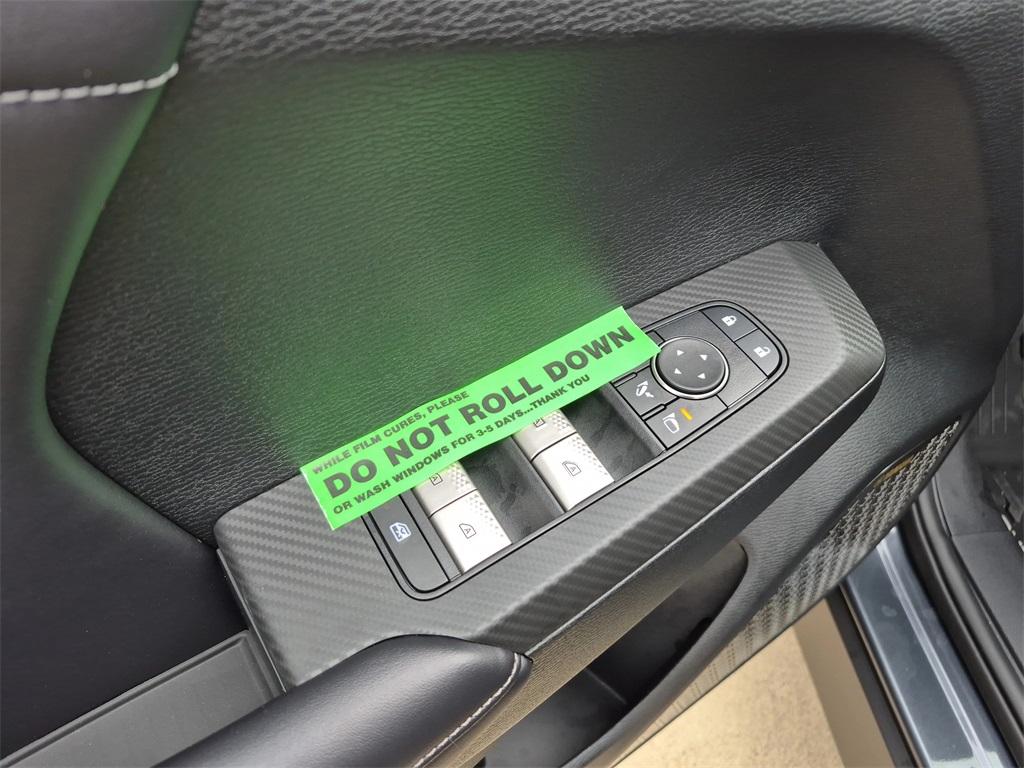 WHILE FILM CURES, PLEASE
DO NOT ROLL DOWN
OR WASH WINDOWS FOR 3-5 DAYS...THANK YOU